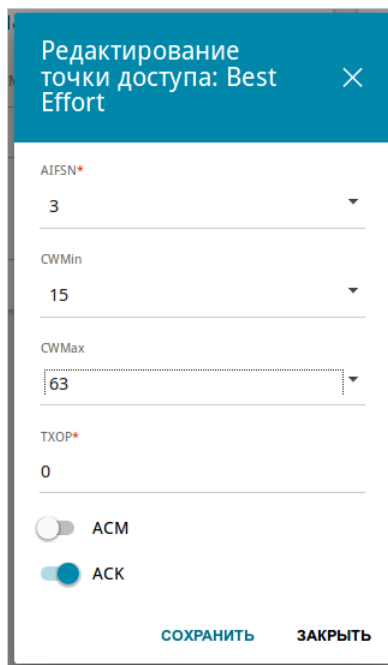 Редактирование
точки доступа: Best
Effort
AIFSN*
3
CWMin
15
CWMax
63
TXOP*
0
ACM
ACK
СОХРАНИТЬ ЗАКРЫТЬ